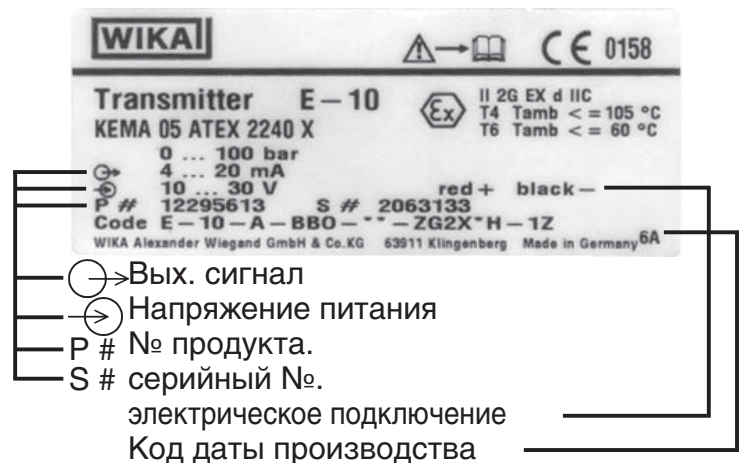 WIKA
0158
Transmitter E-10
II 2G EX d IIC
KEMA 05 ATEX 2240 X
T4 Tamb <=105 °C
T6 Tamb <= 60 °C
0 ... 100 bar
4 ... 20 mA
10 ... 30 V red+ black-
P # 12295613 S # 2063133
Code E-10-A-BBO-**-ZG2X*H-1Z
WIKA Alexander Wiegand GmbH & Co.KG 63911 Klingenberg Made in Germany 6A
Вых. сигнал
Напряжение питания
P # № продукта.
S # серийный №.
электрическое подключение
Код даты производства